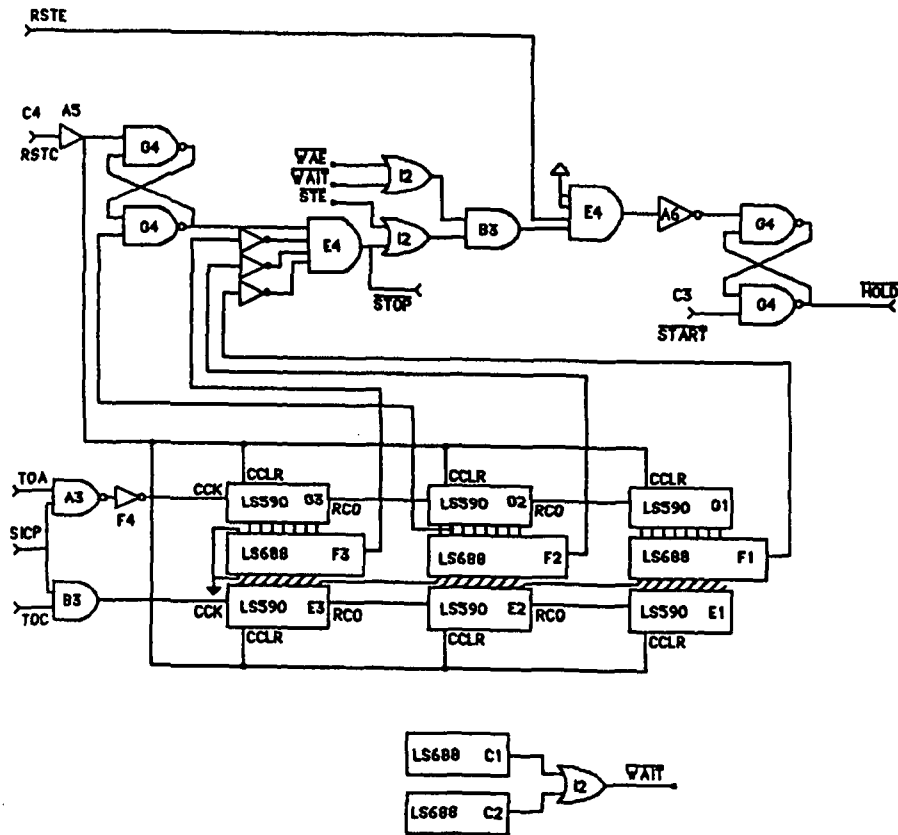 RSTE
C4 A5
RSTC
G4
G4
WAE
WAIT
STE
I2
I2
E4
STOP
B3
E4
A6
G4
G4
C3
START
HOLD
TOA
A3
F4
SICP
B3
TOC
CCK
CCLR
LS590 G3
RCO
CCLR
LS590 G2
RCO
CCLR
LS590 G1
LS688 F3
LS688 F2
LS688 F1
CCK
LS590 E3
RCO
CCLR
LS590 E2
RCO
CCLR
LS590 E1
CCLR
LS688 C1
LS688 C2
I2
WAIT